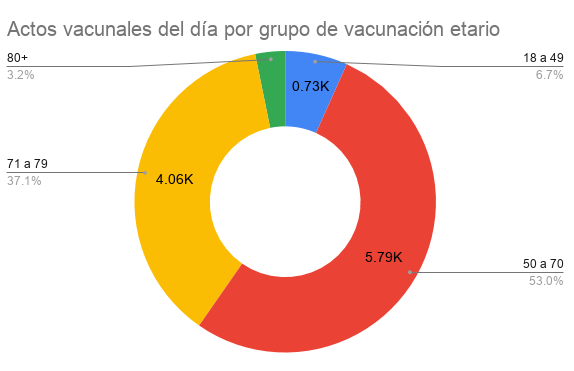 Actos vacunales del día por grupo de vacunación etario
80+
3.2%
18 a 49
6.7%
0.73K
71 a 79
37.1%
4.06K
5.79K
50 a 70
53.0%